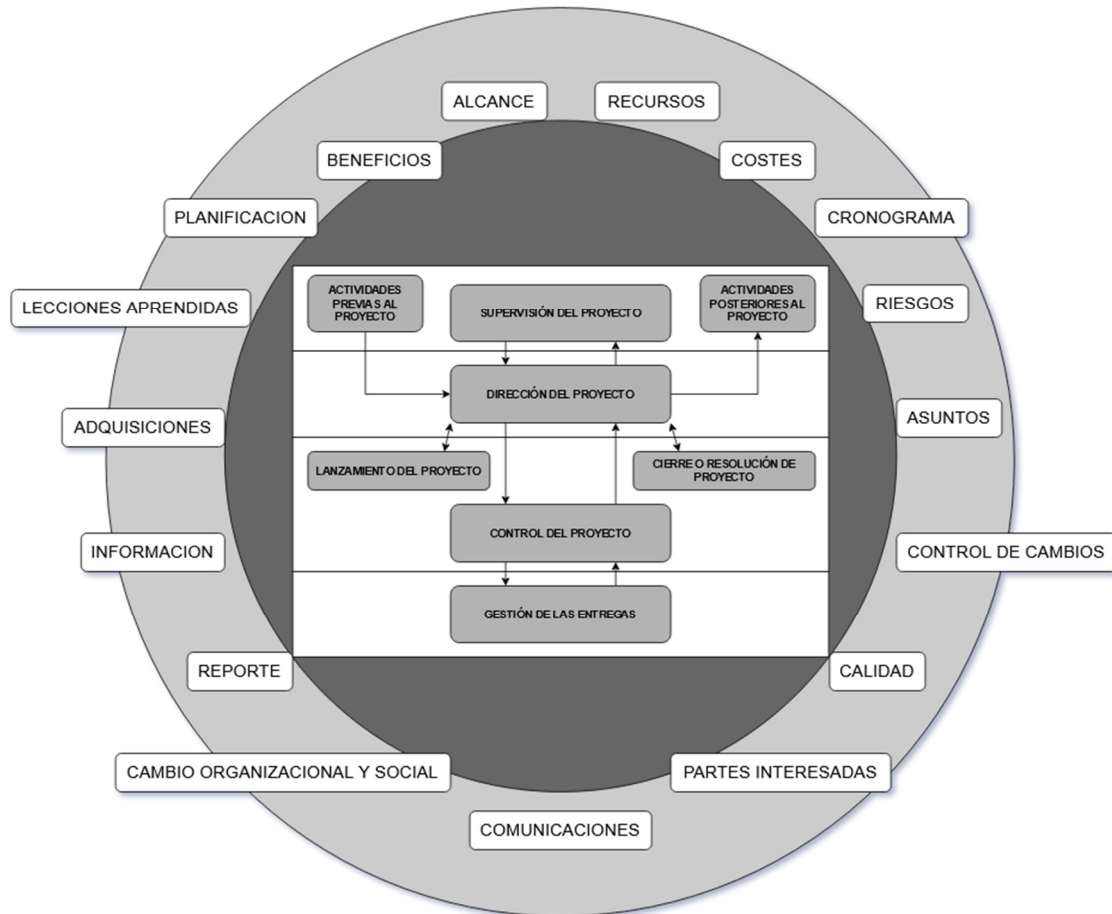 ALCANCE
RECURSOS
BENEFICIOS
COSTES
PLANIFICACION
CRONOGRAMA
LECCIONES APRENDIDAS
RIESGOS
ACTIVIDADES
PREVIAS AL
PROYECTO
SUPERVISIÓN DEL PROYECTO
ACTIVIDADES
POSTERIORES AL
PROYECTO
DIRECCIÓN DEL PROYECTO
ADQUISICIONES
ASUNTOS
LANZAMIENTO DEL PROYECTO
CIERRE O RESOLUCIÓN DE
PROYECTO
CONTROL DEL PROYECTO
INFORMACION
CONTROL DE CAMBIOS
GESTIÓN DE LAS ENTREGAS
REPORTE
CALIDAD
CAMBIO ORGANIZACIONAL Y SOCIAL
PARTES INTERESADAS
COMUNICACIONES